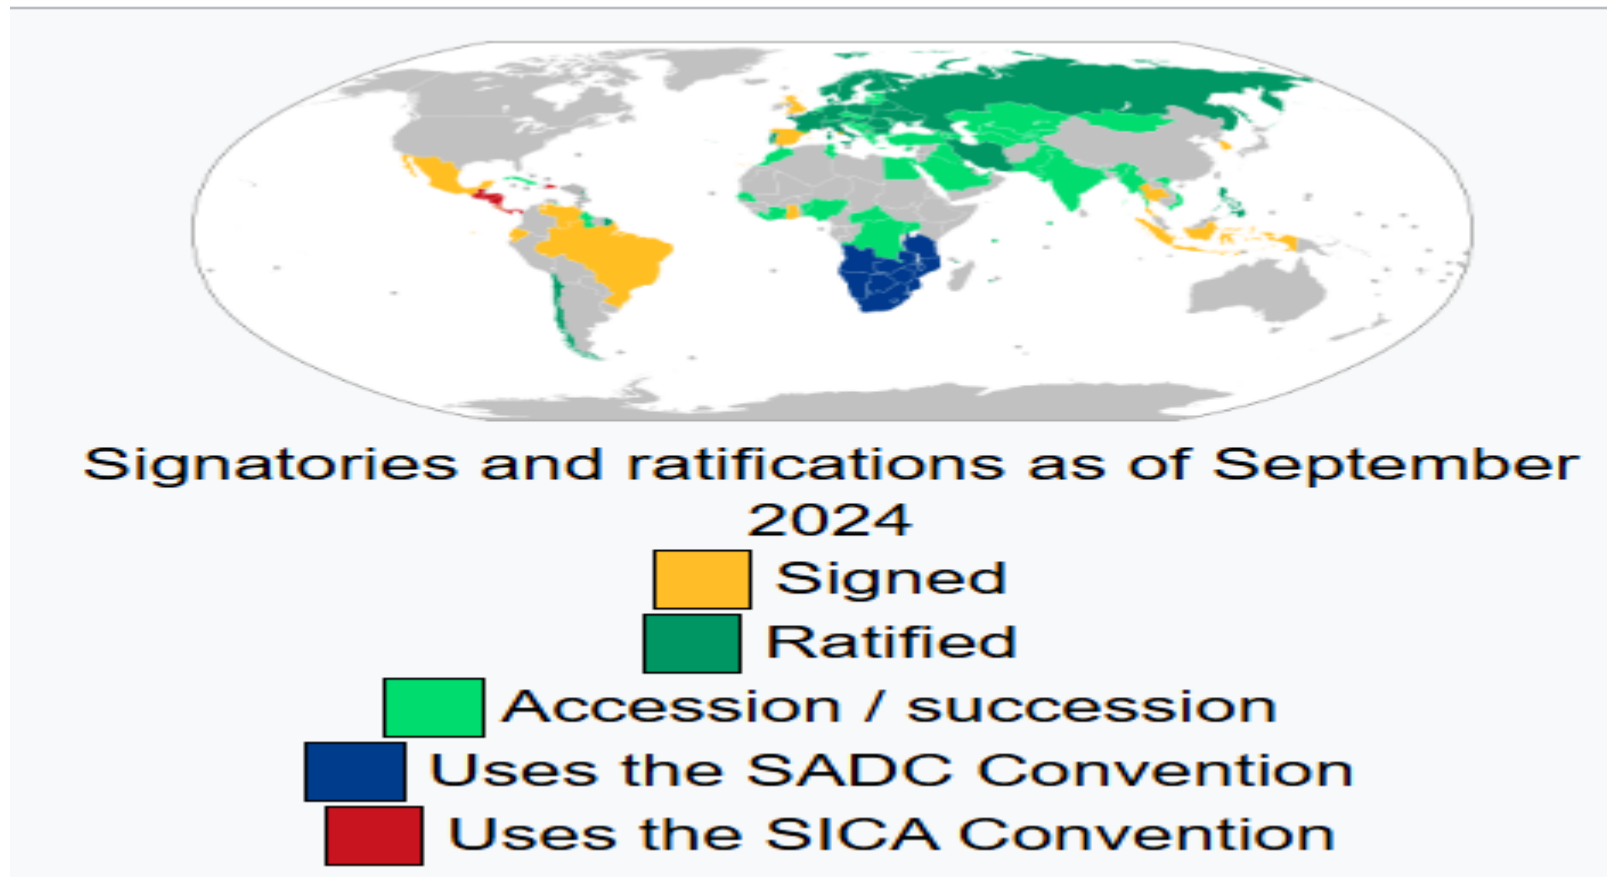 Signatories and ratifications as of September
2024
Signed
Ratified
Accession / succession
Uses the SADC Convention
Uses the SICA Convention